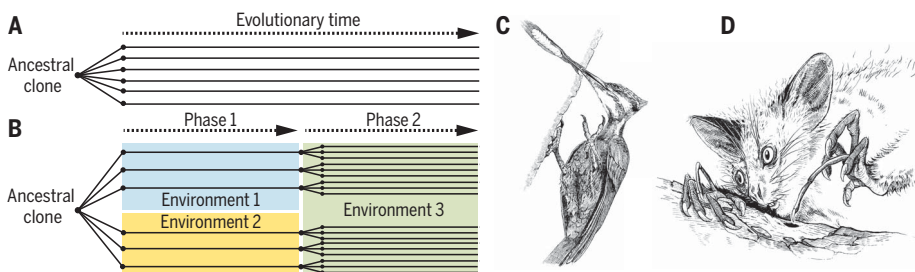 A
Evolutionary time
Ancestral
clone
B
Phase 1
Phase 2
Ancestral
clone
Environment 1
Environment 2
Environment 3
C
D